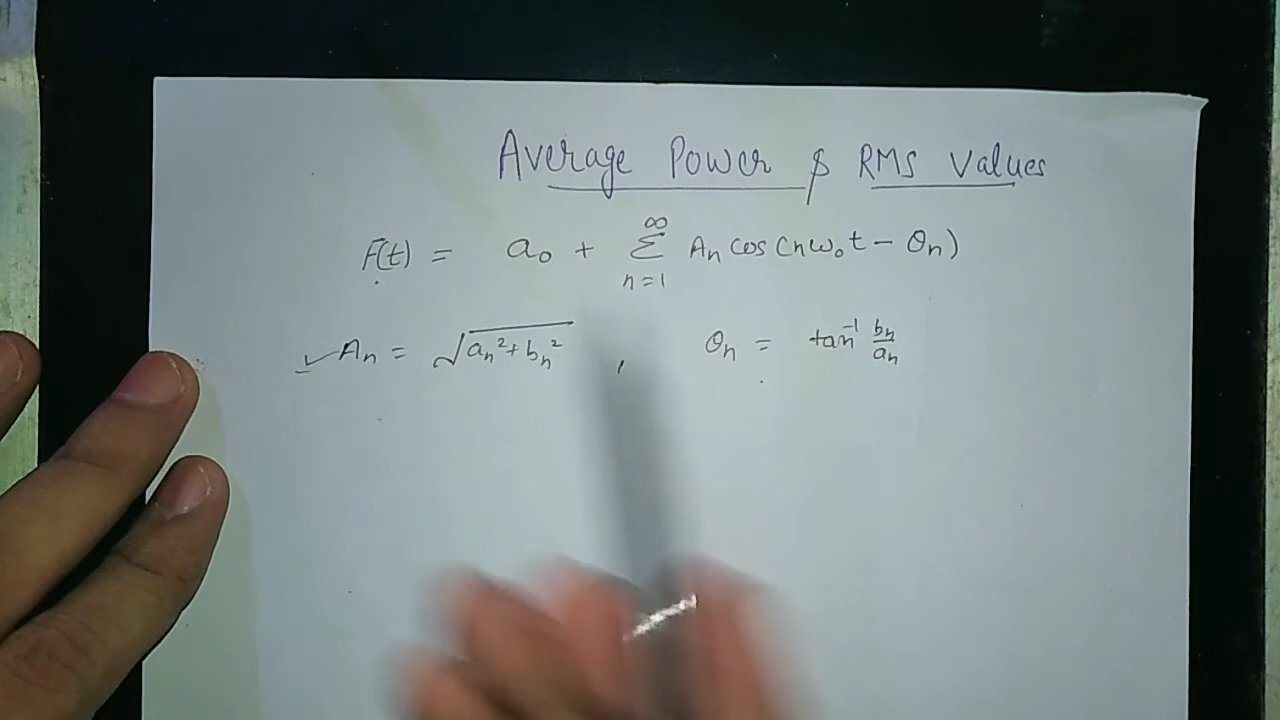 Average Power & RMS Values
F(t) = a₀ + ∞ Σ n=1 Aₙ cos(nω₀t − θₙ)
✓ Aₙ = √(aₙ² + bₙ²) , θₙ = tan⁻¹ bₙ/aₙ